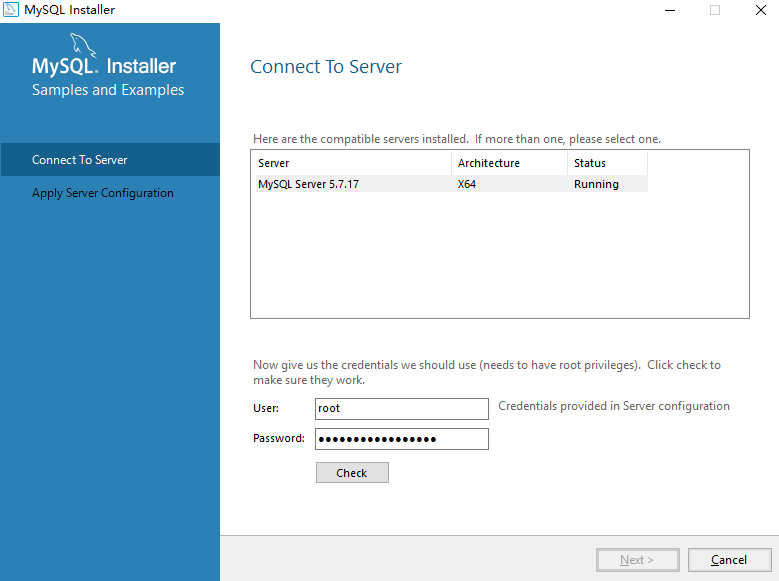 MySQL Installer
MySQL. Installer
Samples and Examples
Connect To Server
Apply Server Configuration
Connect To Server
Here are the compatible servers installed.  If more than one, please select one.
Server Architecture Status
MySQL Server 5.7.17 X64 Running
Now give us the credentials we should use (needs to have root privileges).  Click check to
make sure they work.
User: root Credentials provided in Server configuration
Password: ●●●●●●●●●●●●●●●●●
Check
Next > Cancel